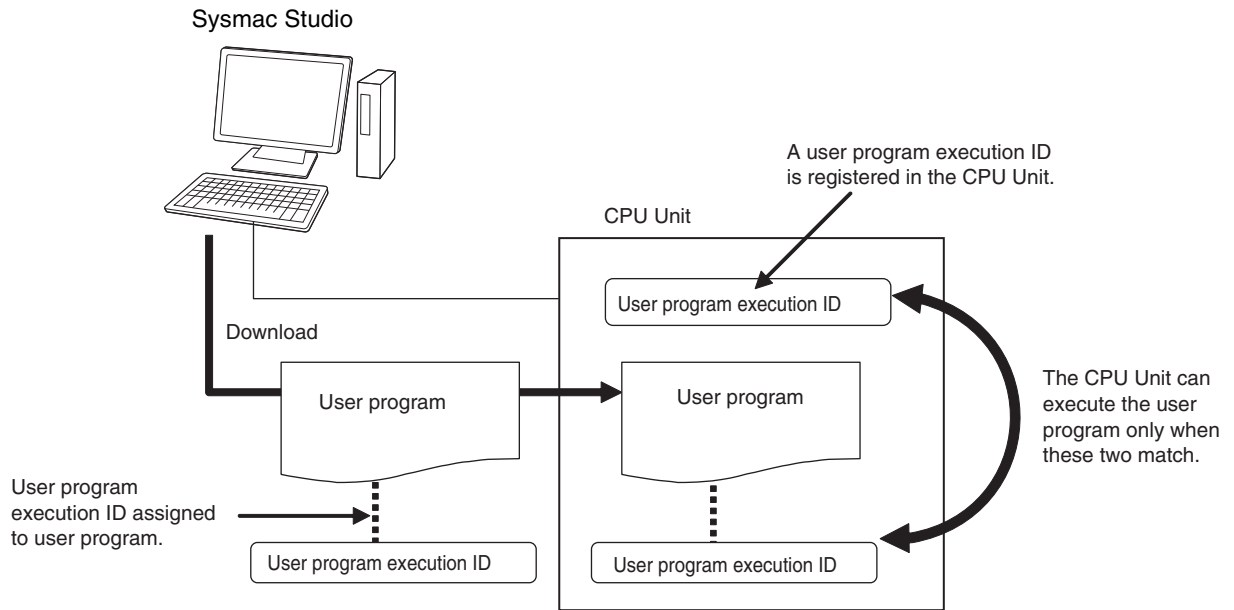 Sysmac Studio
A user program execution ID
is registered in the CPU Unit.
CPU Unit
User program execution ID
Download
User program
User program
The CPU Unit can
execute the user
program only when
these two match.
User program
execution ID assigned
to user program.
User program execution ID
User program execution ID